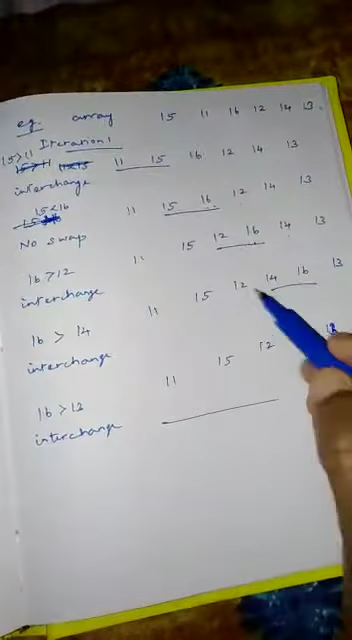 eg. array 15 11 16 12 14 13
Iteration 1
15>11 11 15 16 12 14 13
interchange
15<16 11 15 16 12 14 13
No swap
16>12 11 15 12 16 14 13
interchange
16 > 14 11 15 12 14 16 13
interchange
16>13 11 15 12
interchange